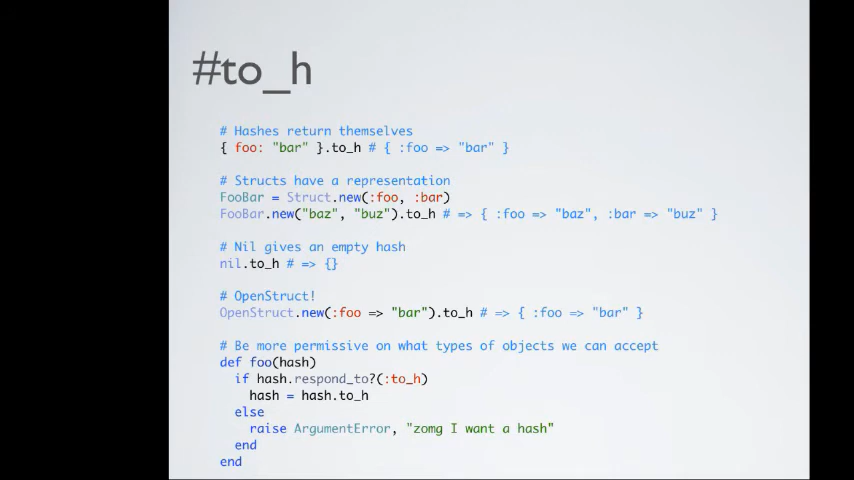 #to_h
# Hashes return themselves
{ foo: "bar" }.to_h # { :foo => "bar" }
# Structs have a representation
FooBar = Struct.new(:foo, :bar)
FooBar.new("baz", "buz").to_h # => { :foo => "baz", :bar => "buz" }
# Nil gives an empty hash
nil.to_h # => {}
# OpenStruct!
OpenStruct.new(:foo => "bar").to_h # => { :foo => "bar" }
# Be more permissive on what types of objects we can accept
def foo(hash)
  if hash.respond_to?(:to_h)
    hash = hash.to_h
  else
    raise ArgumentError, "zomg I want a hash"
  end
end